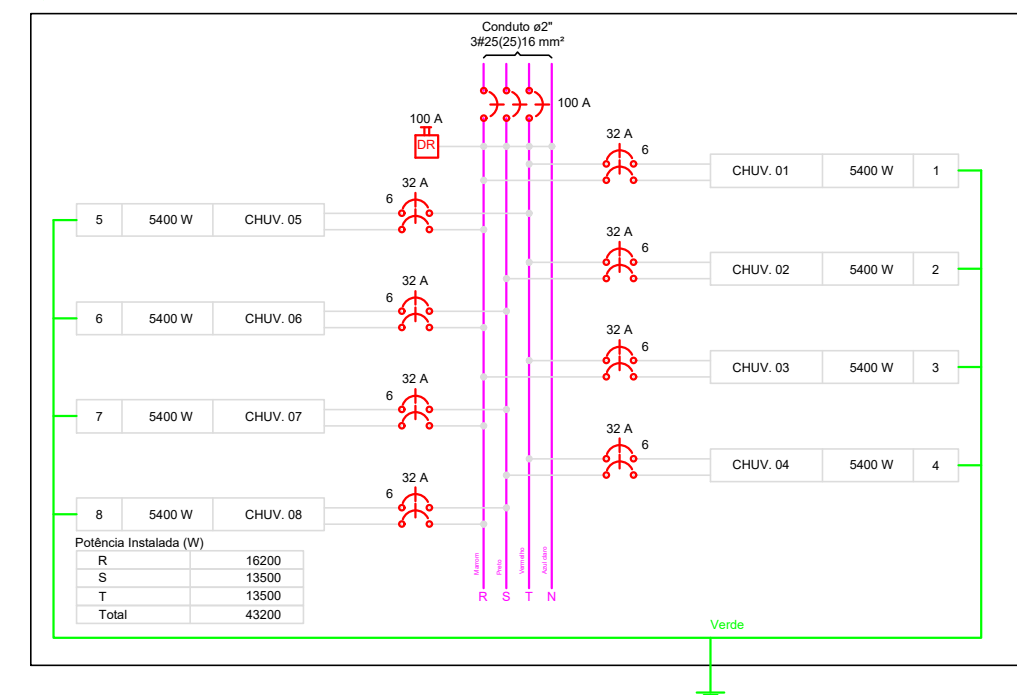 Conduto ø2"
3#25(25)16 mm²
100 A
100 A
DR
32 A
6
CHUV. 01 5400 W 1
32 A
6
5 5400 W CHUV. 05
32 A
6
CHUV. 02 5400 W 2
32 A
6
6 5400 W CHUV. 06
32 A
6
CHUV. 03 5400 W 3
32 A
6
7 5400 W CHUV. 07
32 A
6
CHUV. 04 5400 W 4
32 A
6
8 5400 W CHUV. 08
Potência Instalada (W)
R 16200
S 13500
T 13500
Total 43200
Marrom
Preto
Vermelho
Azul claro
R S T N
Verde